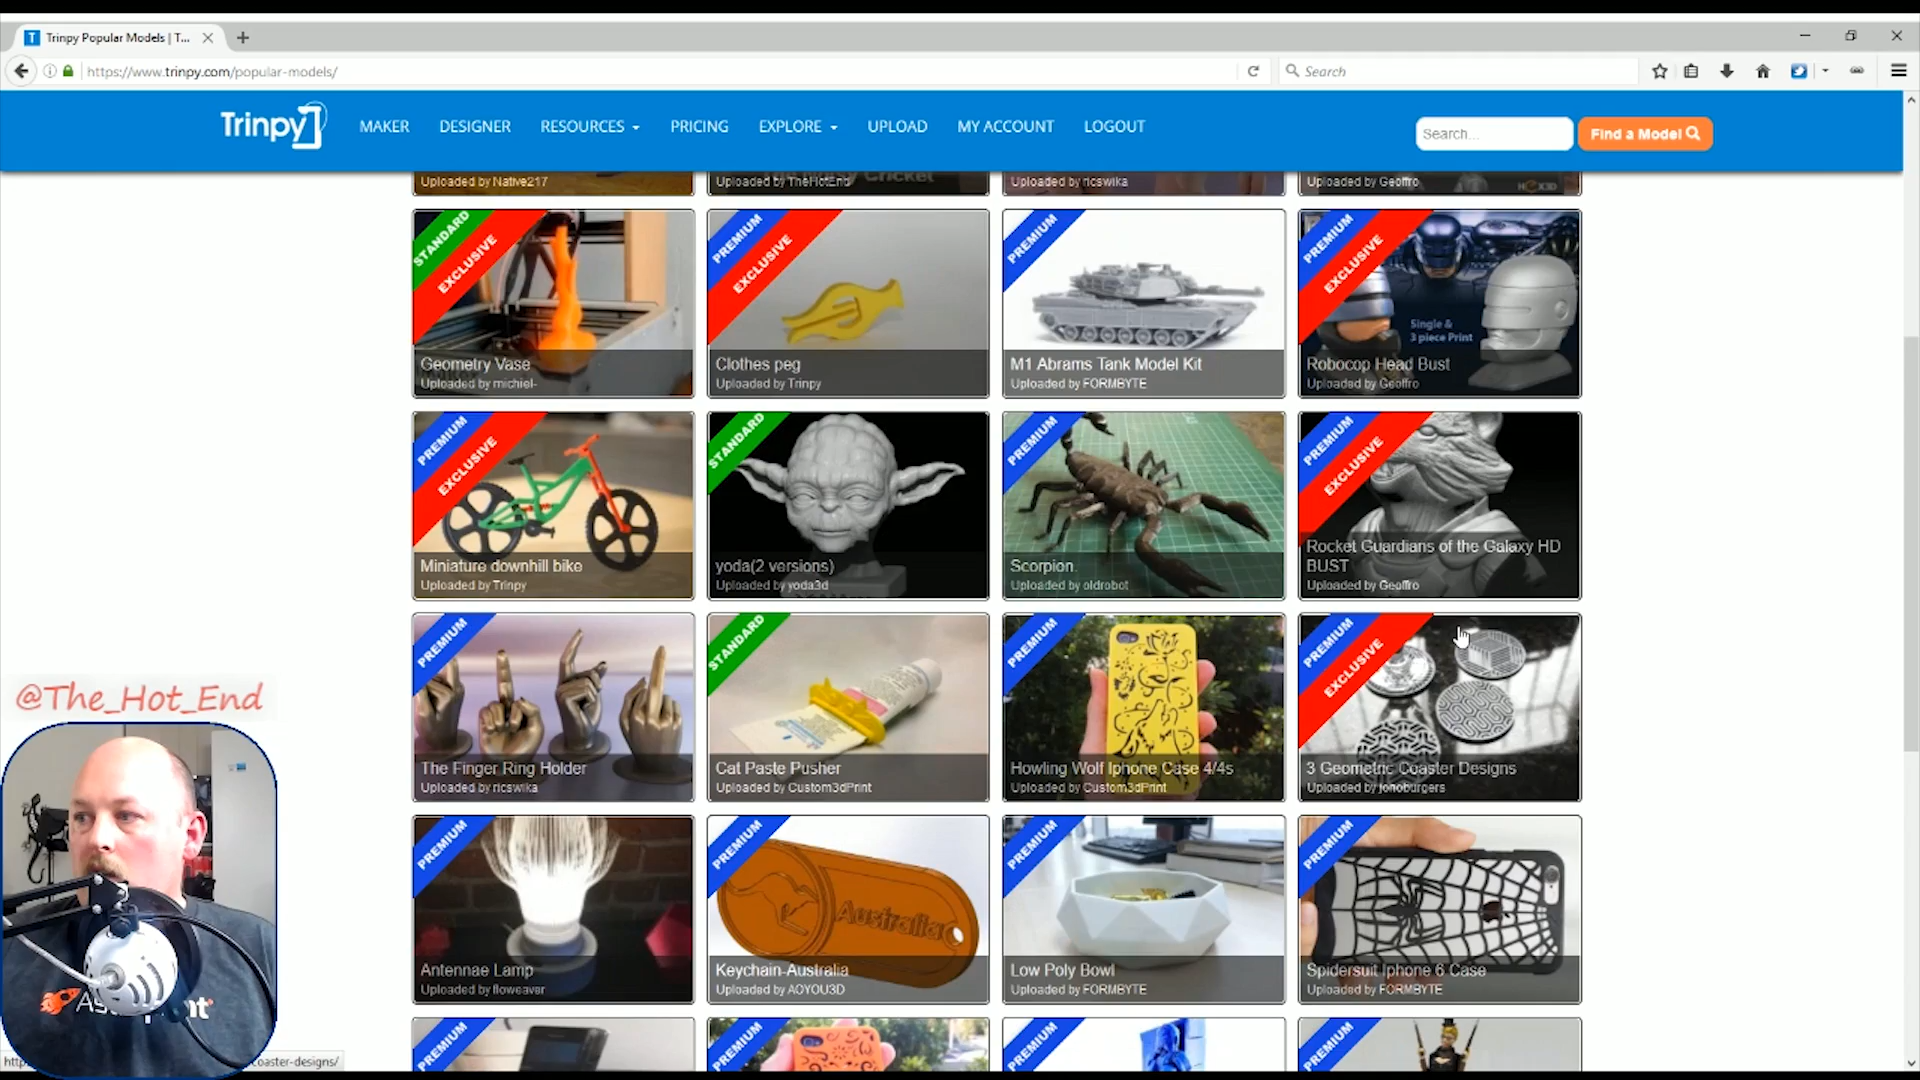 Trinpy Popular Models | T...
https://www.trinpy.com/popular-models/
Search
Trinpy
MAKER
DESIGNER
RESOURCES
PRICING
EXPLORE
UPLOAD
MY ACCOUNT
LOGOUT
Search...
Find a Model
Uploaded by Native217
Uploaded by TheHotEnd
Uploaded by ricswika
Uploaded by Geoffro
HEX3D
STANDARD
EXCLUSIVE
Geometry Vase
Uploaded by michiel-
PREMIUM
EXCLUSIVE
Clothes peg
Uploaded by Trinpy
PREMIUM
M1 Abrams Tank Model Kit
Uploaded by FORMBYTE
PREMIUM
EXCLUSIVE
Single &
3 piece Print
Robocop Head Bust
Uploaded by Geoffro
PREMIUM
EXCLUSIVE
Miniature downhill bike
Uploaded by Trinpy
STANDARD
yoda(2 versions)
Uploaded by yoda3d
PREMIUM
Scorpion.
Uploaded by oldrobot
PREMIUM
EXCLUSIVE
Rocket Guardians of the Galaxy HD
BUST
Uploaded by Geoffro
PREMIUM
The Finger Ring Holder
Uploaded by ricswika
STANDARD
Cat Paste Pusher
Uploaded by Custom3dPrint
PREMIUM
Howling Wolf Iphone Case 4/4s
Uploaded by Custom3dPrint
PREMIUM
EXCLUSIVE
3 Geometric Coaster Designs
Uploaded by jonoburgers
@The_Hot_End
PREMIUM
Antennae Lamp
Uploaded by floweaver
PREMIUM
Australia
Keychain-Australia
Uploaded by AOYOU3D
PREMIUM
Low Poly Bowl
Uploaded by FORMBYTE
PREMIUM
Spidersuit Iphone 6 Case
Uploaded by FORMBYTE
PREMIUM
PREMIUM
PREMIUM
PREMIUM
coaster-designs/